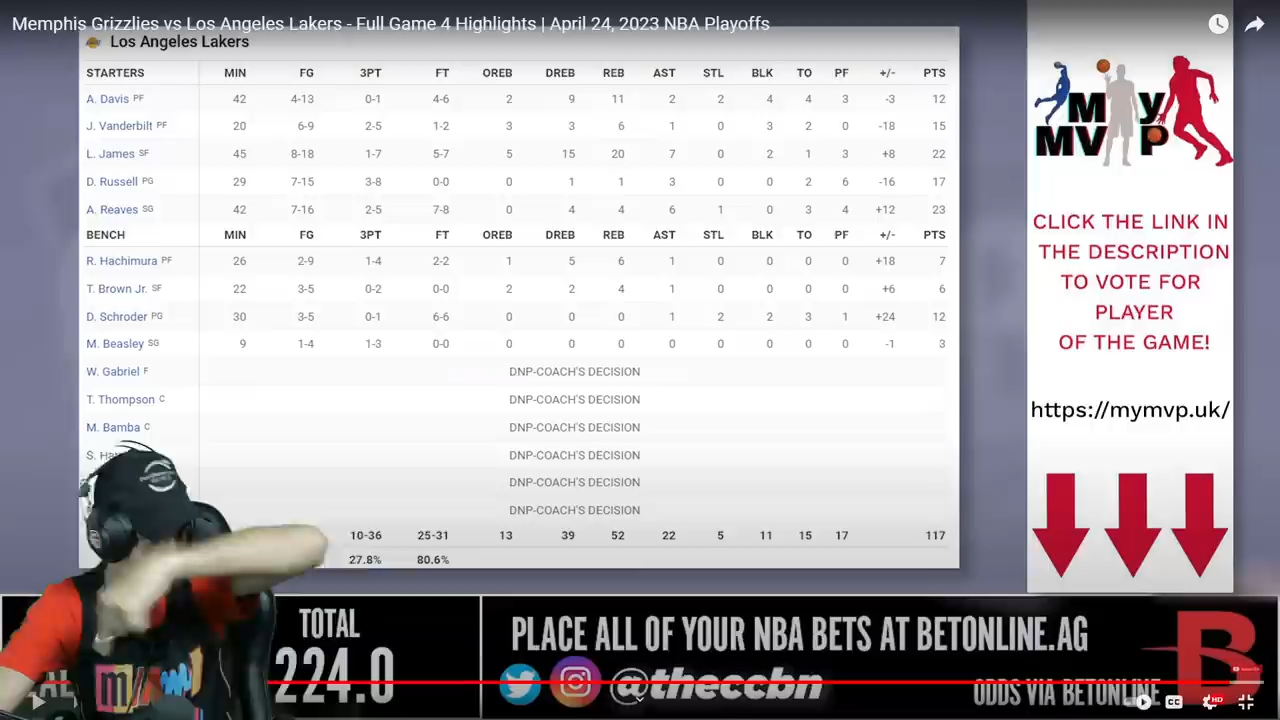 Memphis Grizzlies vs Los Angeles Lakers - Full Game 4 Highlights | April 24, 2023 NBA Playoffs
Los Angeles Lakers
STARTERS MIN FG 3PT FT OREB DREB REB AST STL BLK TO PF +/- PTS
A. Davis PF 42 4-13 0-1 4-6 2 9 11 2 2 4 4 3 -3 12
J. Vanderbilt PF 20 6-9 2-5 1-2 3 3 6 1 0 3 2 0 -18 15
L. James SF 45 8-18 1-7 5-7 5 15 20 7 0 2 1 3 +8 22
D. Russell PG 29 7-15 3-8 0-0 0 1 1 3 0 0 2 6 -16 17
A. Reaves SG 42 7-16 2-5 7-8 0 4 4 6 1 0 3 4 +12 23
BENCH MIN FG 3PT FT OREB DREB REB AST STL BLK TO PF +/- PTS
R. Hachimura PF 26 2-9 1-4 2-2 1 5 6 1 0 0 0 0 +18 7
T. Brown Jr. SF 22 3-5 0-2 0-0 2 2 4 1 0 0 0 0 +6 6
D. Schroder PG 30 3-5 0-1 6-6 0 0 0 1 2 2 3 1 +24 12
M. Beasley SG 9 1-4 1-3 0-0 0 0 0 0 0 0 0 0 -1 3
W. Gabriel F DNP-COACH'S DECISION
T. Thompson C DNP-COACH'S DECISION
M. Bamba C DNP-COACH'S DECISION
S. DNP-COACH'S DECISION
DNP-COACH'S DECISION
DNP-COACH'S DECISION
10-36 25-31 13 39 52 22 5 11 15 17 117
27.8% 80.6%
MY
MVP
CLICK THE LINK IN
THE DESCRIPTION
TO VOTE FOR
PLAYER
OF THE GAME!
https://mymvp.uk/
TOTAL
224.0
PLACE ALL OF YOUR NBA BETS AT BETONLINE.AG
@theccbn
ODDS VIA BETONLINE
B
CC
HD